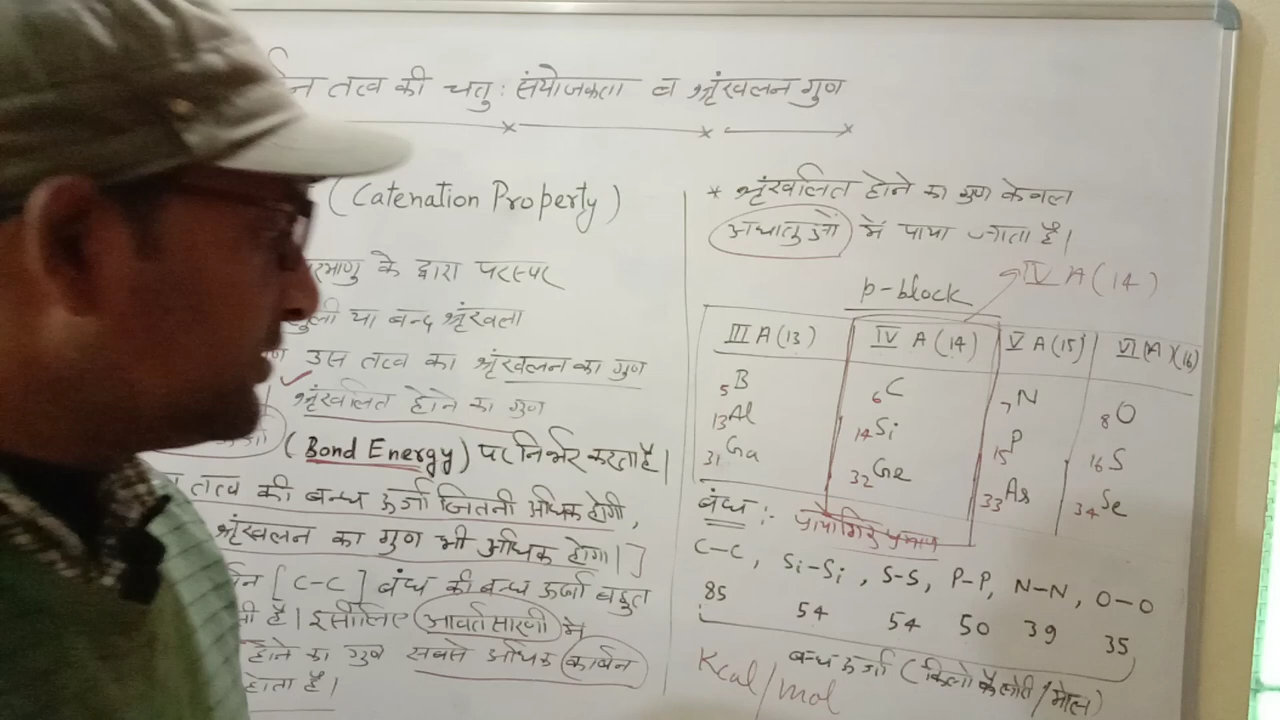 तत्व की चतु: संयोजकता व श्रृंखलन गुण
(Catenation Property)
के द्वारा परस्पर
या बन्द श्रृंखला
उस तत्व का श्रृंखलन का गुण
श्रृंखलित होने का गुण
(Bond Energy) पर निर्भर करता है।
तत्व की बन्ध ऊर्जा जितनी अधिक होगी,
श्रृंखलन का गुण भी अधिक होगा।]
[C-C] बंध की बन्ध ऊर्जा बहुत
है। इसीलिए आवर्त सारणी में
होने का गुण सबसे अधिक कार्बन
होता है।
* श्रृंखलित होने का गुण केवल
अधातुओं में पाया जाता है।
IV A (14)
p-block
III A (13) IV A (14) V A (15) VI (A) (16)
5B 6C 7N 8O
13Al 14Si 15P 16S
31Ga 32Ge 33As 34Se
बंध :- प्रायोगिक प्रमाण
C-C, Si-Si, S-S, P-P, N-N, O-O
85 54 54 50 39 35
बन्ध ऊर्जा (किलो कैलोरी/मोल)
Kcal/mol